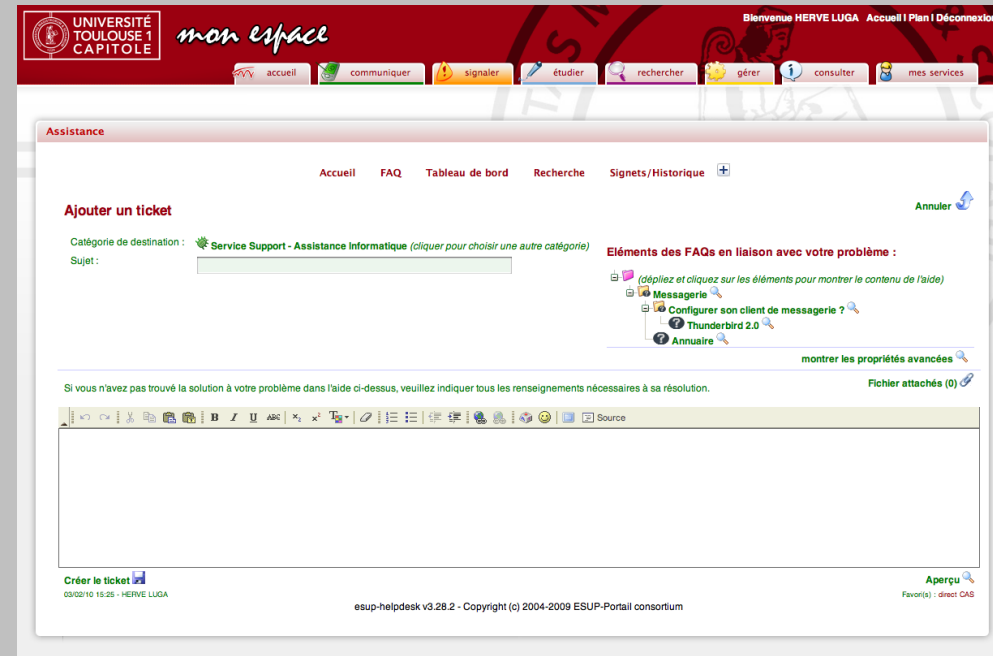 UNIVERSITÉ
TOULOUSE 1
CAPITOLE
mon espace
Bienvenue HERVE LUGA Accueil I Plan I Déconnexion
accueil communiquer signaler étudier rechercher gérer consulter mes services
Assistance
Accueil FAQ Tableau de bord Recherche Signets/Historique
Ajouter un ticket
Annuler
Catégorie de destination : Service Support - Assistance Informatique (cliquer pour choisir une autre catégorie)
Sujet :
Eléments des FAQs en liaison avec votre problème :
(dépliez et cliquez sur les éléments pour montrer le contenu de l'aide)
Messagerie
Configurer son client de messagerie ?
Thunderbird 2.0
Annuaire
montrer les propriétés avancées
Si vous n'avez pas trouvé la solution à votre problème dans l'aide ci-dessus, veuillez indiquer tous les renseignements nécessaires à sa résolution.
Fichier attachés (0)
B I U ABC Source
Créer le ticket
Aperçu
03/02/10 15:25 - HERVE LUGA
Favori(s) : direct CAS
esup-helpdesk v3.28.2 - Copyright (c) 2004-2009 ESUP-Portail consortium